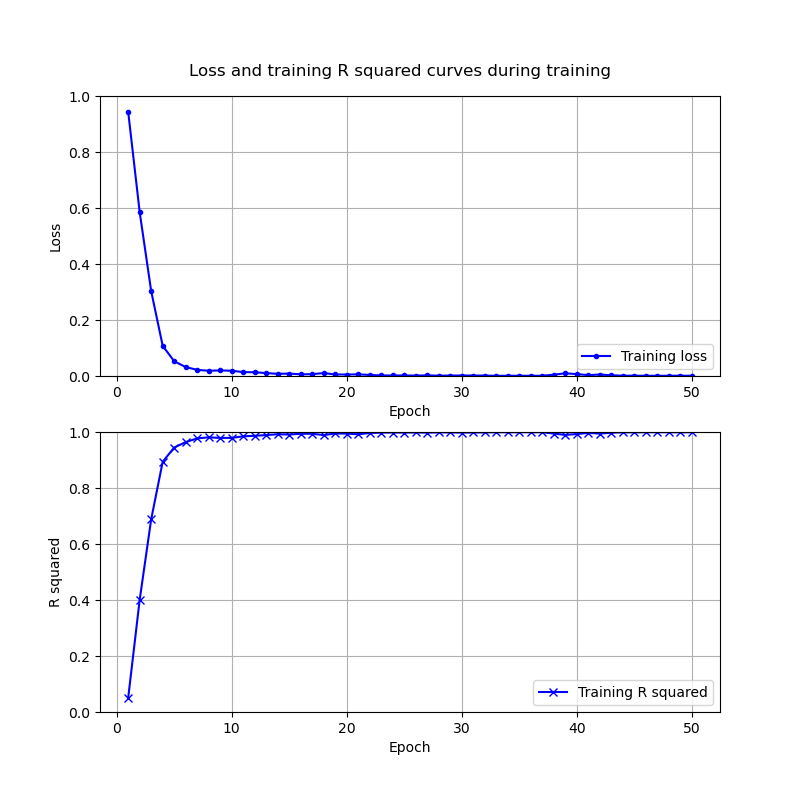 Loss and training R squared curves during training
1.0
0.8
0.6
0.4
0.2
0.0
Loss
Training loss
0 10 20 30 40 50
Epoch
1.0
0.8
0.6
0.4
0.2
0.0
R squared
Training R squared
0 10 20 30 40 50
Epoch